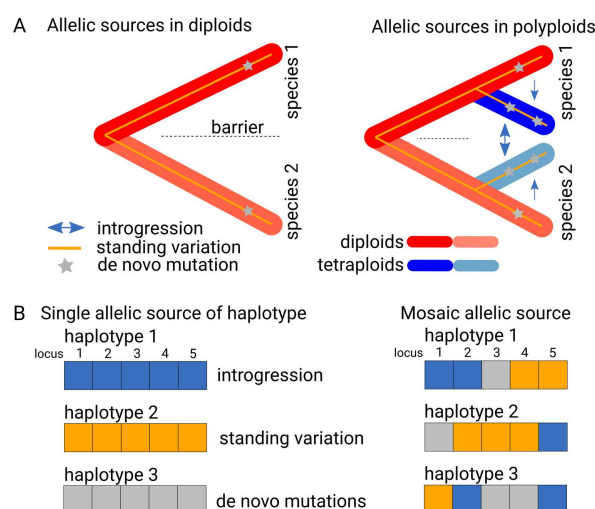 A
Allelic sources in diploids
species 1
barrier
species 2
introgression
standing variation
de novo mutation
Allelic sources in polyploids
species 1
species 2
diploids
tetraploids
B
Single allelic source of haplotype
haplotype 1
locus 1 2 3 4 5
introgression
haplotype 2
standing variation
haplotype 3
de novo mutations
Mosaic allelic source
haplotype 1
locus 1 2 3 4 5
haplotype 2
haplotype 3